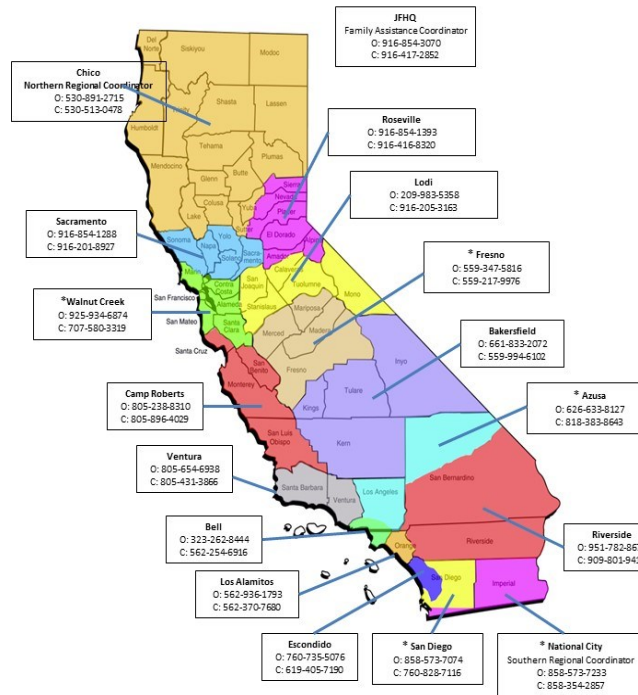 JFHQ
Family Assistance Coordinator
O: 916-854-3070
C: 916-417-2852
Chico
Northern Regional Coordinator
O: 530-891-2715
C: 530-513-0478
Roseville
O: 916-854-1393
C: 916-416-8320
Lodi
O: 209-983-5358
C: 916-205-3163
Sacramento
O: 916-854-1288
C: 916-201-8927
* Fresno
O: 559-347-5816
C: 559-217-9976
*Walnut Creek
O: 925-934-6874
C: 707-580-3319
Bakersfield
O: 661-833-2072
C: 559-994-6102
Camp Roberts
O: 805-238-8310
C: 805-896-4029
* Azusa
O: 626-633-8127
C: 818-383-8643
Ventura
O: 805-654-6938
C: 805-431-3866
Bell
O: 323-262-8444
C: 562-254-6916
Riverside
O: 951-782-867
C: 909-801-941
Los Alamitos
O: 562-936-1793
C: 562-370-7680
Escondido
O: 760-735-5076
C: 619-405-7190
* San Diego
O: 858-573-7074
C: 760-828-7116
* National City
Southern Regional Coordinator
O: 858-573-7233
C: 858-354-2857
Del
Norte
Siskiyou
Modoc
Shasta
Lassen
Humboldt
Tehama
Plumas
Mendocino
Glenn
Butte
Sierra
Nevada
Colusa
Yuba
Placer
Lake
Sutter
El Dorado
Sonoma
Napa
Yolo
Solano
Sacra-
mento
Amador
Alpine
Calaveras
Marin
Contra
Costa
San
Joaquin
Tuolumne
Mono
San Francisco
Alameda
Stanislaus
Mariposa
San Mateo
Santa
Clara
Merced
Madera
Santa Cruz
San
Benito
Fresno
Inyo
Monterey
Kings
Tulare
San Luis
Obispo
Kern
San Bernardino
Santa Barbara
Ventura
Los Angeles
Orange
Riverside
San Diego
Imperial